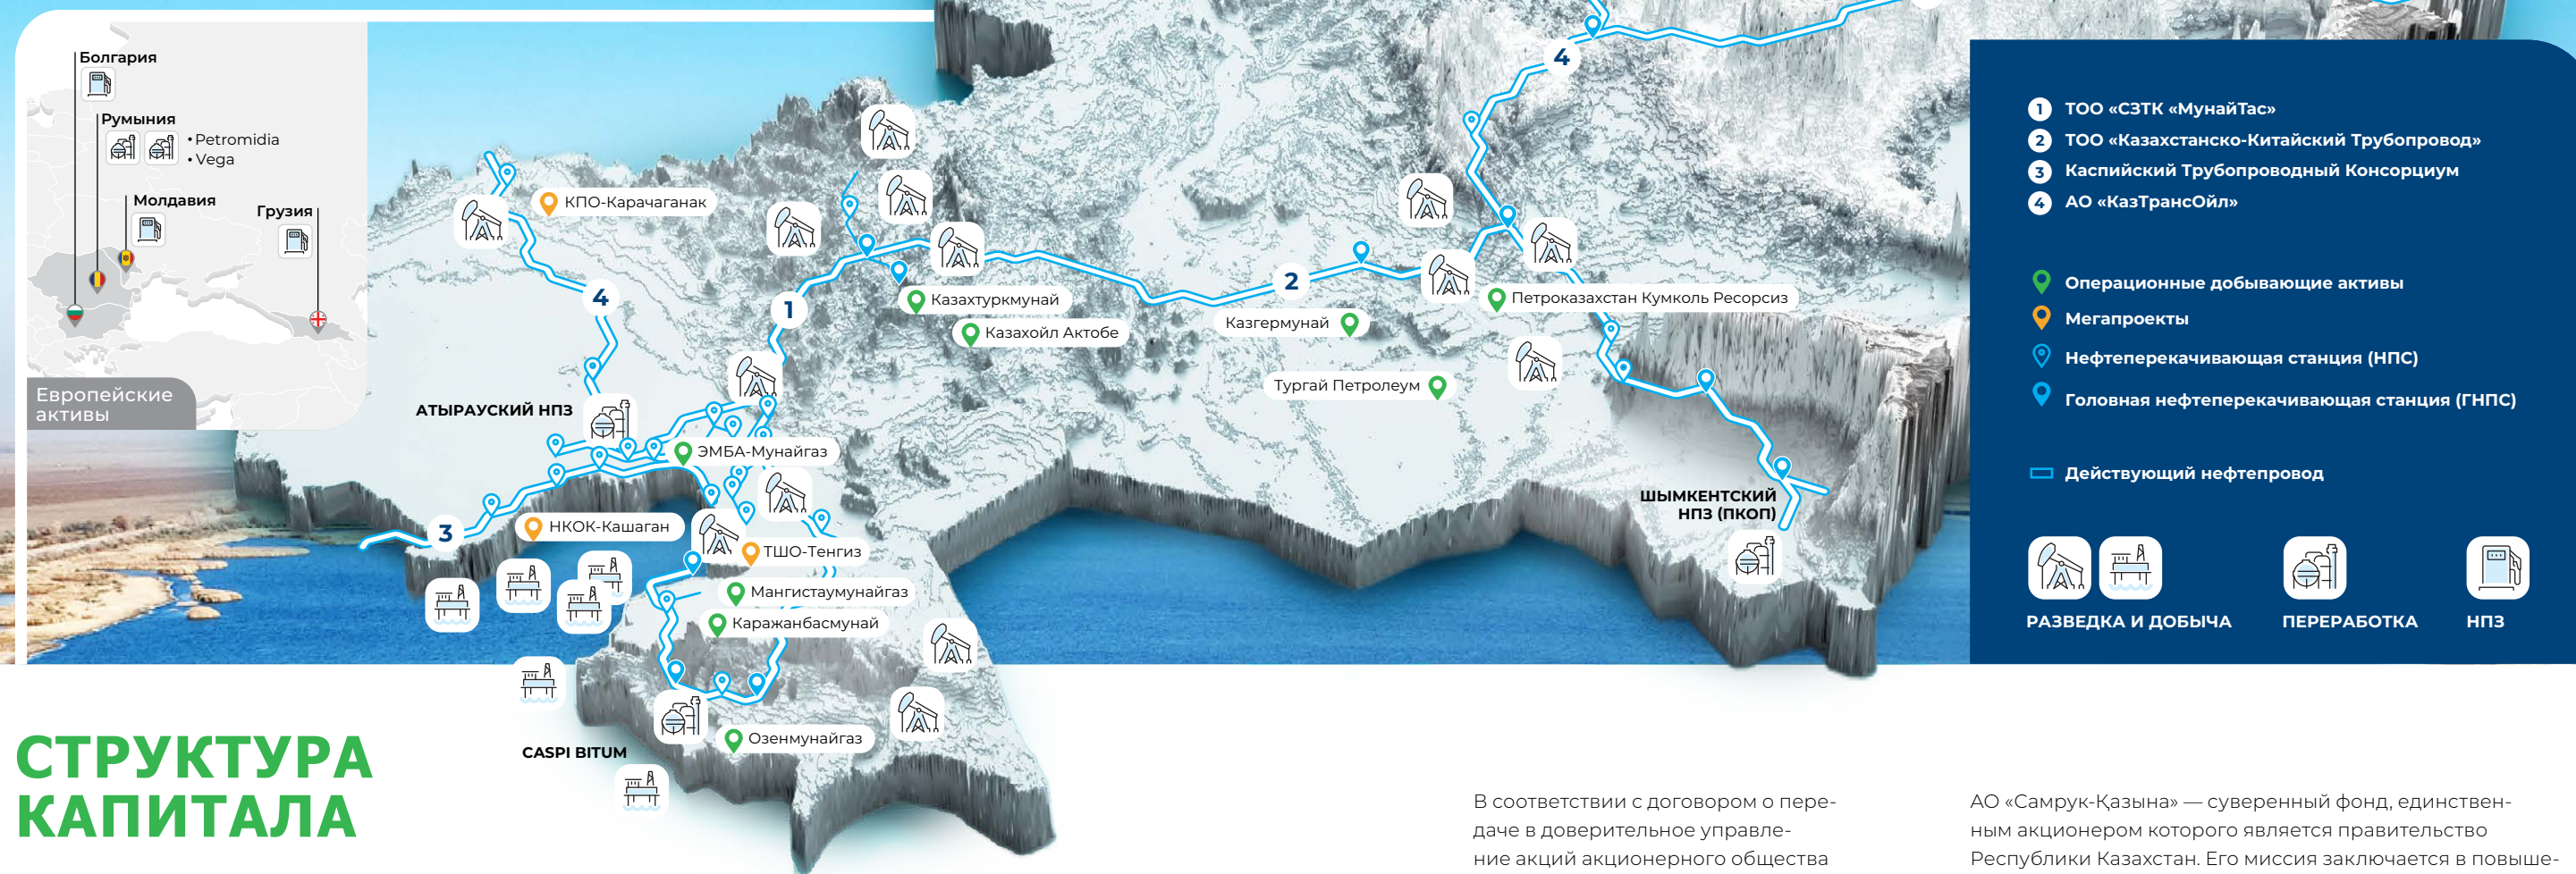 Болгария
Румыния
• Petromidia
• Vega
Молдавия
Грузия
Европейские
активы
4
КПО-Карачаганак
4
1
2
Казахтуркмунай
Казахойл Актобе
Казгермунай
Петроказахстан Кумколь Ресорсиз
Тургай Петролеум
АТЫРАУСКИЙ НПЗ
ЭМБА-Мунайгаз
3
НКОК-Кашаган
ТШО-Тенгиз
Мангистаумунайгаз
Каражанбасмунай
Озенмунайгаз
CASPI BITUM
ШЫМКЕНТСКИЙ
НПЗ (ПКОП)
1 ТОО «СЗТК «МунайТас»
2 ТОО «Казахстанско-Китайский Трубопровод»
3 Каспийский Трубопроводный Консорциум
4 АО «КазТрансОйл»
Операционные добывающие активы
Мегапроекты
Нефтеперекачивающая станция (НПС)
Головная нефтеперекачивающая станция (ГНПС)
Действующий нефтепровод
РАЗВЕДКА И ДОБЫЧА
ПЕРЕРАБОТКА
НПЗ
СТРУКТУРА
КАПИТАЛА
В соответствии с договором о пере-
даче в доверительное управле-
ние акций акционерного общества
АО «Самрук-Қазына» — суверенный фонд, единствен-
ным акционером которого является правительство
Республики Казахстан. Его миссия заключается в повыше-